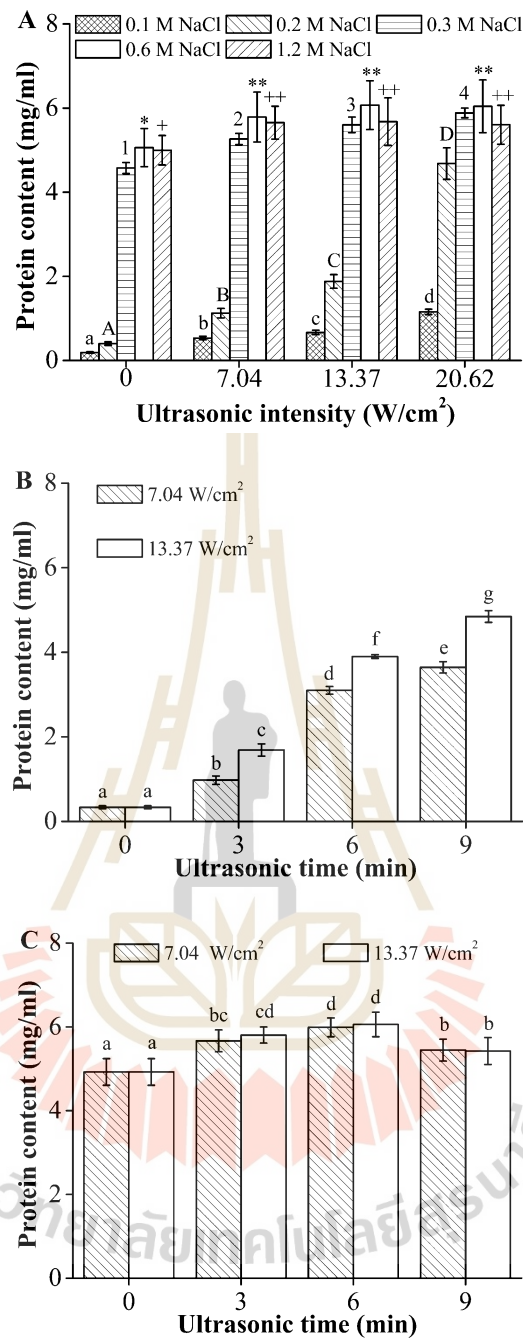 A
0.1 M NaCl 0.2 M NaCl 0.3 M NaCl
0.6 M NaCl 1.2 M NaCl
Protein content (mg/ml)
8
6
4
2
0
a A 1 * +
b B 2 ** ++
c C 3 ** ++
d D 4 ** ++
0 7.04 13.37 20.62
Ultrasonic intensity (W/cm²)
B
7.04 W/cm²
13.37 W/cm²
Protein content (mg/ml)
8
6
4
2
0
a a b c d f e g
0 3 6 9
Ultrasonic time (min)
C
7.04 W/cm² 13.37 W/cm²
Protein content (mg/ml)
8
6
4
2
0
a a bc cd d d b b
0 3 6 9
Ultrasonic time (min)